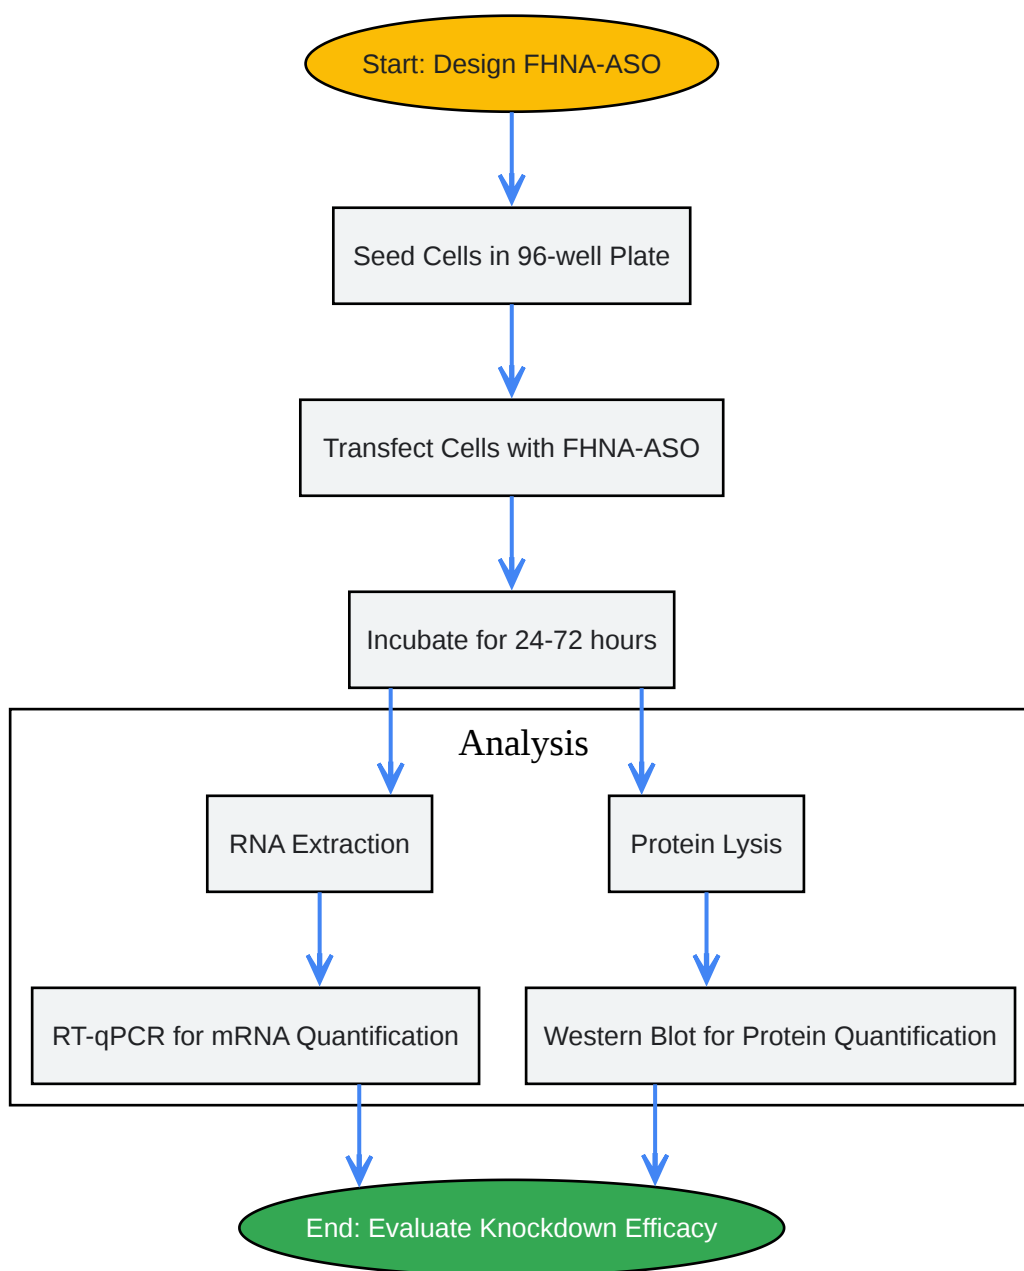 Start: Design FHNA-ASO
Seed Cells in 96-well Plate
Transfect Cells with FHNA-ASO
Incubate for 24-72 hours
Analysis
RNA Extraction
Protein Lysis
RT-qPCR for mRNA Quantification
Western Blot for Protein Quantification
End: Evaluate Knockdown Efficacy